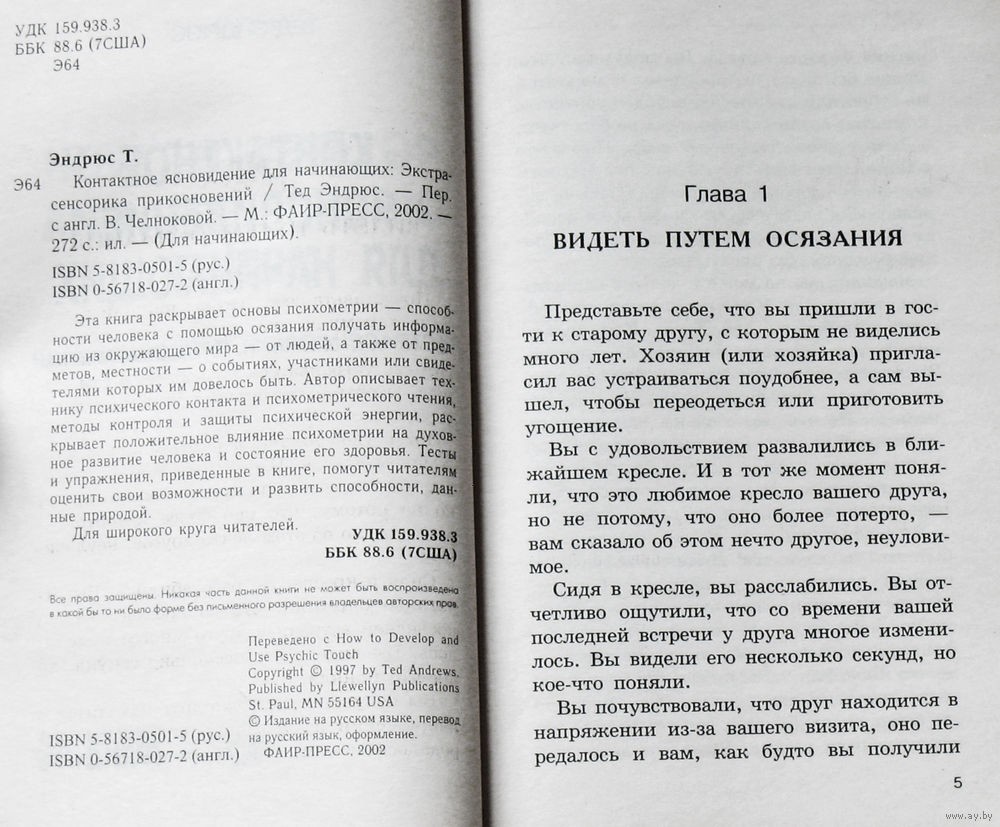 УДК 159.938.3
ББК 88.6 (7США)
Э64
Эндрюс Т.
Э64 Контактное ясновидение для начинающих: Экстра-
сенсорика прикосновений / Тед Эндрюс. — Пер.
с англ. В. Челноковой. — М.: ФАИР-ПРЕСС, 2002. —
272 с.: ил. — (Для начинающих).
ISBN 5-8183-0501-5 (рус.)
ISBN 0-56718-027-2 (англ.)
Эта книга раскрывает основы психометрии — способ-
ности человека с помощью осязания получать информа-
цию из окружающего мира — от людей, а также от пред-
метов, местности — о событиях, участниками или свиде-
телями которых им довелось быть. Автор описывает тех-
нику психического контакта и психометрического чтения,
методы контроля и защиты психической энергии, рас-
крывает положительное влияние психометрии на духов-
ное развитие человека и состояние его здоровья. Тесты
и упражнения, приведенные в книге, помогут читателям
оценить свои возможности и развить способности, дан-
ные природой.
Для широкого круга читателей.
УДК 159.938.3
ББК 88.6 (7США)
Все права защищены. Никакая часть данной книги не может быть воспроизведена
в какой бы то ни было форме без письменного разрешения владельцев авторских прав.
Переведено с How to Develop and
Use Psychic Touch
Copyright © 1997 by Ted Andrews.
Published by Llewellyn Publications
St. Paul, MN 55164 USA
© Издание на русском языке, перевод
на русский язык, оформление.
ФАИР-ПРЕСС, 2002
ISBN 5-8183-0501-5 (рус.)
ISBN 0-56718-027-2 (англ.)
Глава 1
ВИДЕТЬ ПУТЕМ ОСЯЗАНИЯ
Представьте себе, что вы пришли в гос-
ти к старому другу, с которым не виделись
много лет. Хозяин (или хозяйка) пригла-
сил вас устраиваться поудобнее, а сам вы-
шел, чтобы переодеться или приготовить
угощение.
Вы с удовольствием развалились в бли-
жайшем кресле. И в тот же момент поня-
ли, что это любимое кресло вашего друга,
но не потому, что оно более потерто, —
вам сказало об этом нечто другое, неулови-
мое.
Сидя в кресле, вы расслабились. Вы от-
четливо ощутили, что со времени вашей
последней встречи у друга многое измени-
лось. Вы видели его несколько секунд, но
кое-что поняли.
Вы почувствовали, что друг находится в
напряжении из-за вашего визита, оно пе-
редалось и вам, как будто вы получили
5
www.ay.by